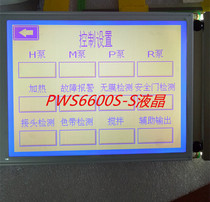 控制设置
H泵 M泵 P泵 R泵
加热 故障报警 无膜检测 安全门检测
PWS6600S-S液晶
摇头检测 色带检测 搅拌 辅助输出